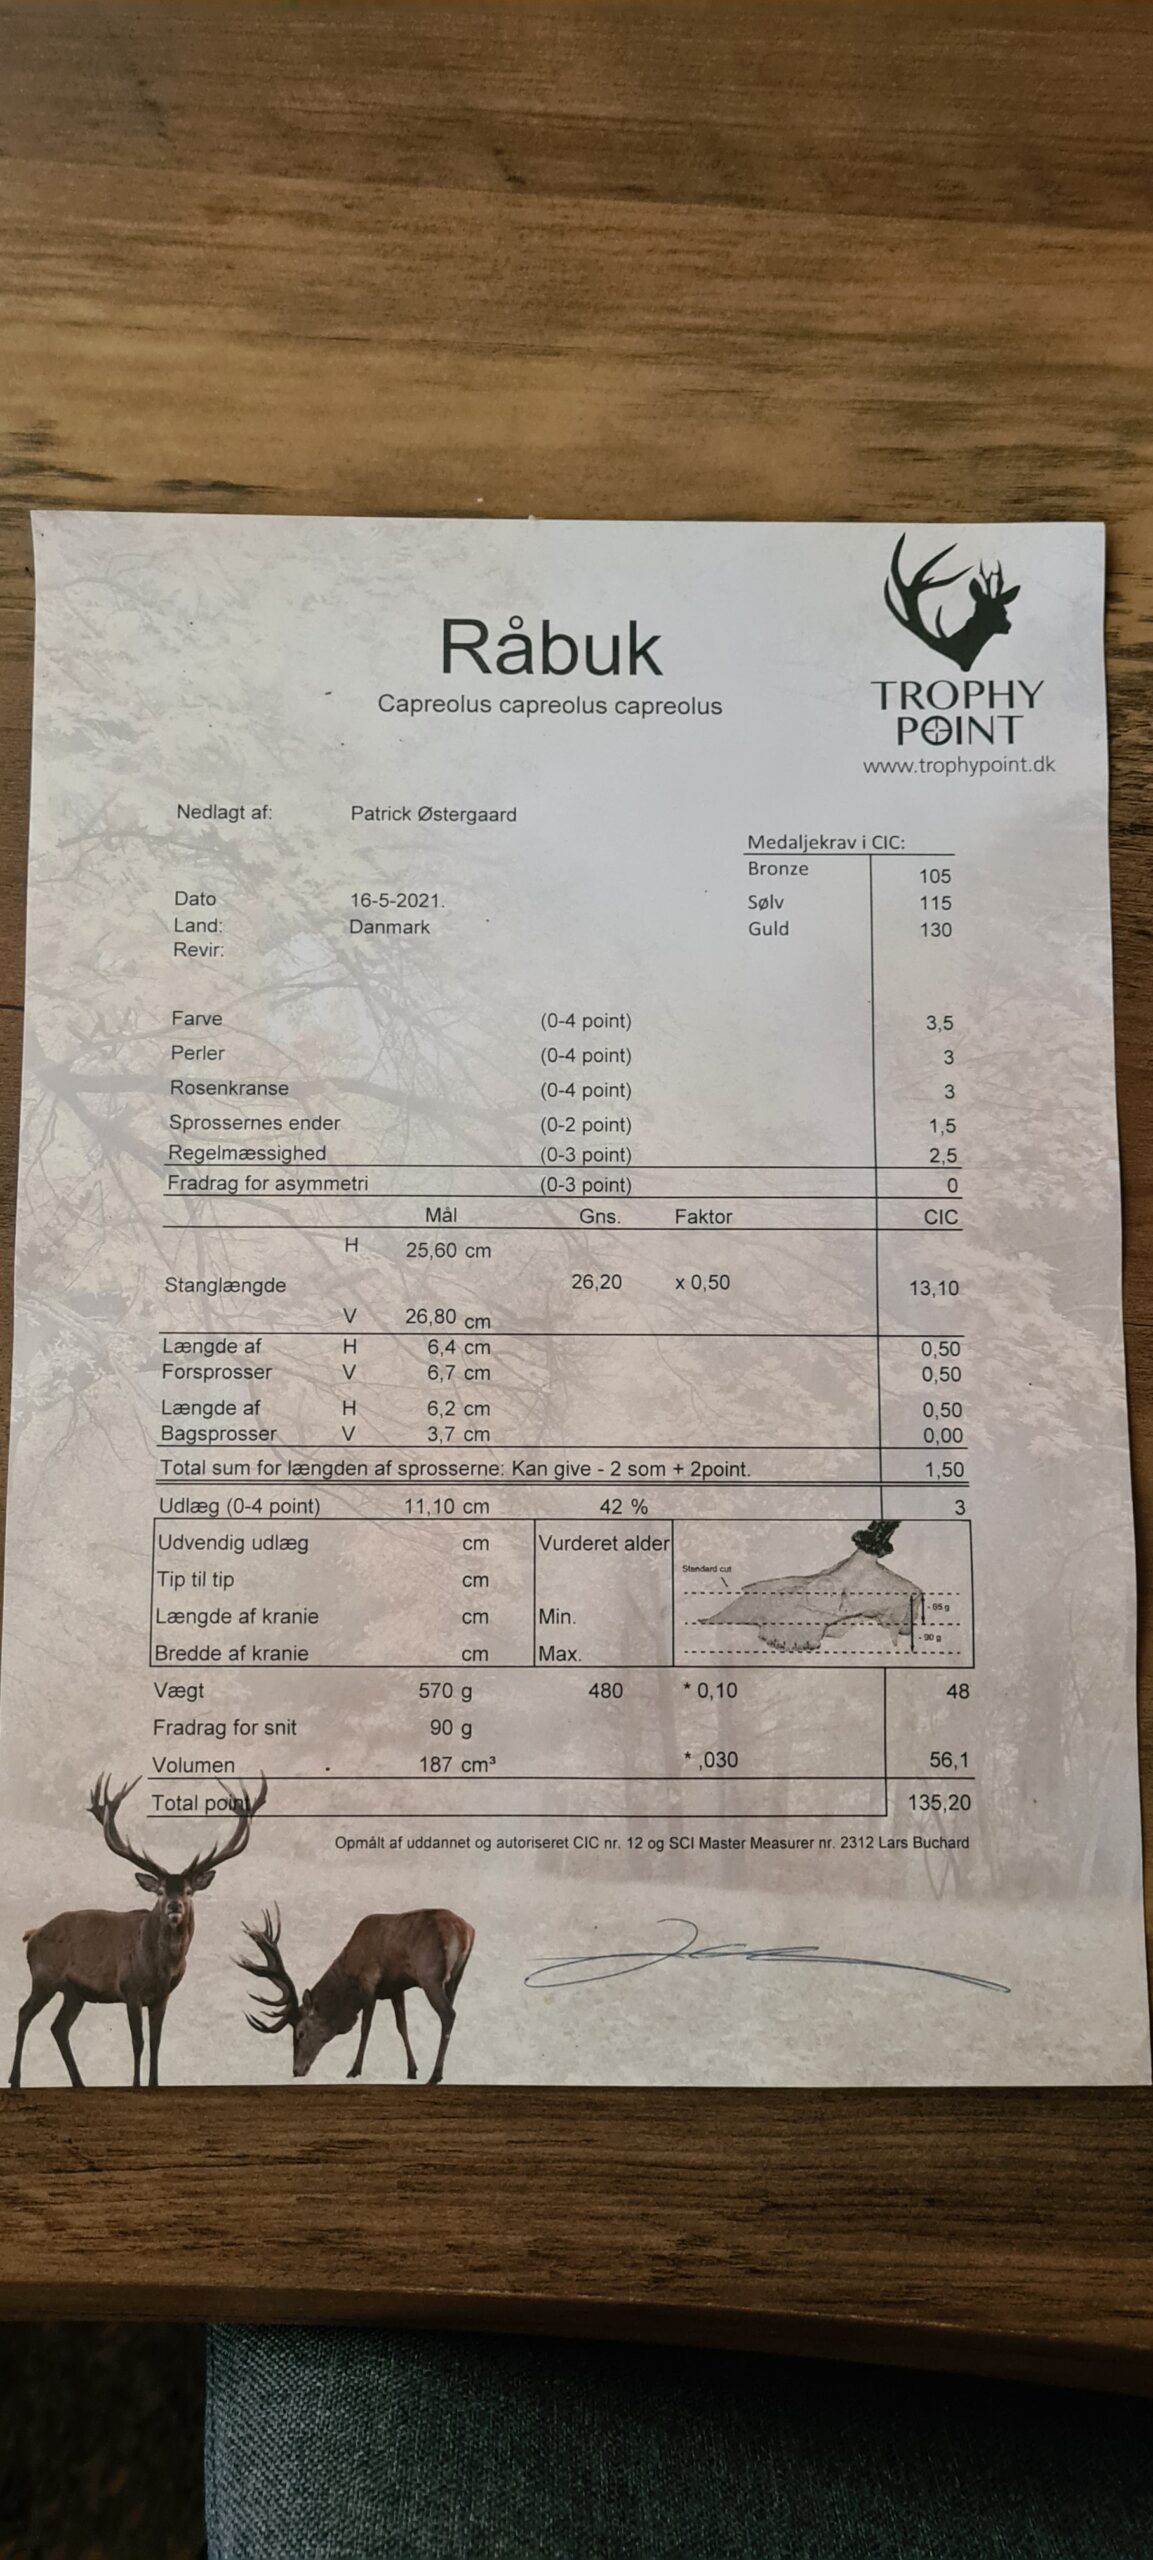 Råbuk
Capreolus capreolus capreolus
TROPHY
POINT
www.trophypoint.dk
Nedlagt af: Patrick Østergaard
Medaljekrav i CIC:
Bronze 105
Dato 16-5-2021. Sølv 115
Land: Danmark Guld 130
Revir:
Farve (0-4 point) 3,5
Perler (0-4 point) 3
Rosenkranse (0-4 point) 3
Sprossernes ender (0-2 point) 1,5
Regelmæssighed (0-3 point) 2,5
Fradrag for asymmetri (0-3 point) 0
Mål Gns. Faktor CIC
H 25,60 cm
Stanglængde 26,20 x 0,50 13,10
V 26,80 cm
Længde af H 6,4 cm 0,50
Forsprosser V 6,7 cm 0,50
Længde af H 6,2 cm 0,50
Bagsprosser V 3,7 cm 0,00
Total sum for længden af sprosserne: Kan give - 2 som + 2point. 1,50
Udlæg (0-4 point) 11,10 cm 42 % 3
Udvendig udlæg cm Vurderet alder
Standard cut
Tip til tip cm
- 65 g
Længde af kranie cm Min.
- 90 g
Bredde af kranie cm Max.
Vægt 570 g 480 * 0,10 48
Fradrag for snit 90 g
Volumen 187 cm³ * ,030 56,1
Total point 135,20
Opmålt af uddannet og autoriseret CIC nr. 12 og SCI Master Measurer nr. 2312 Lars Buchard